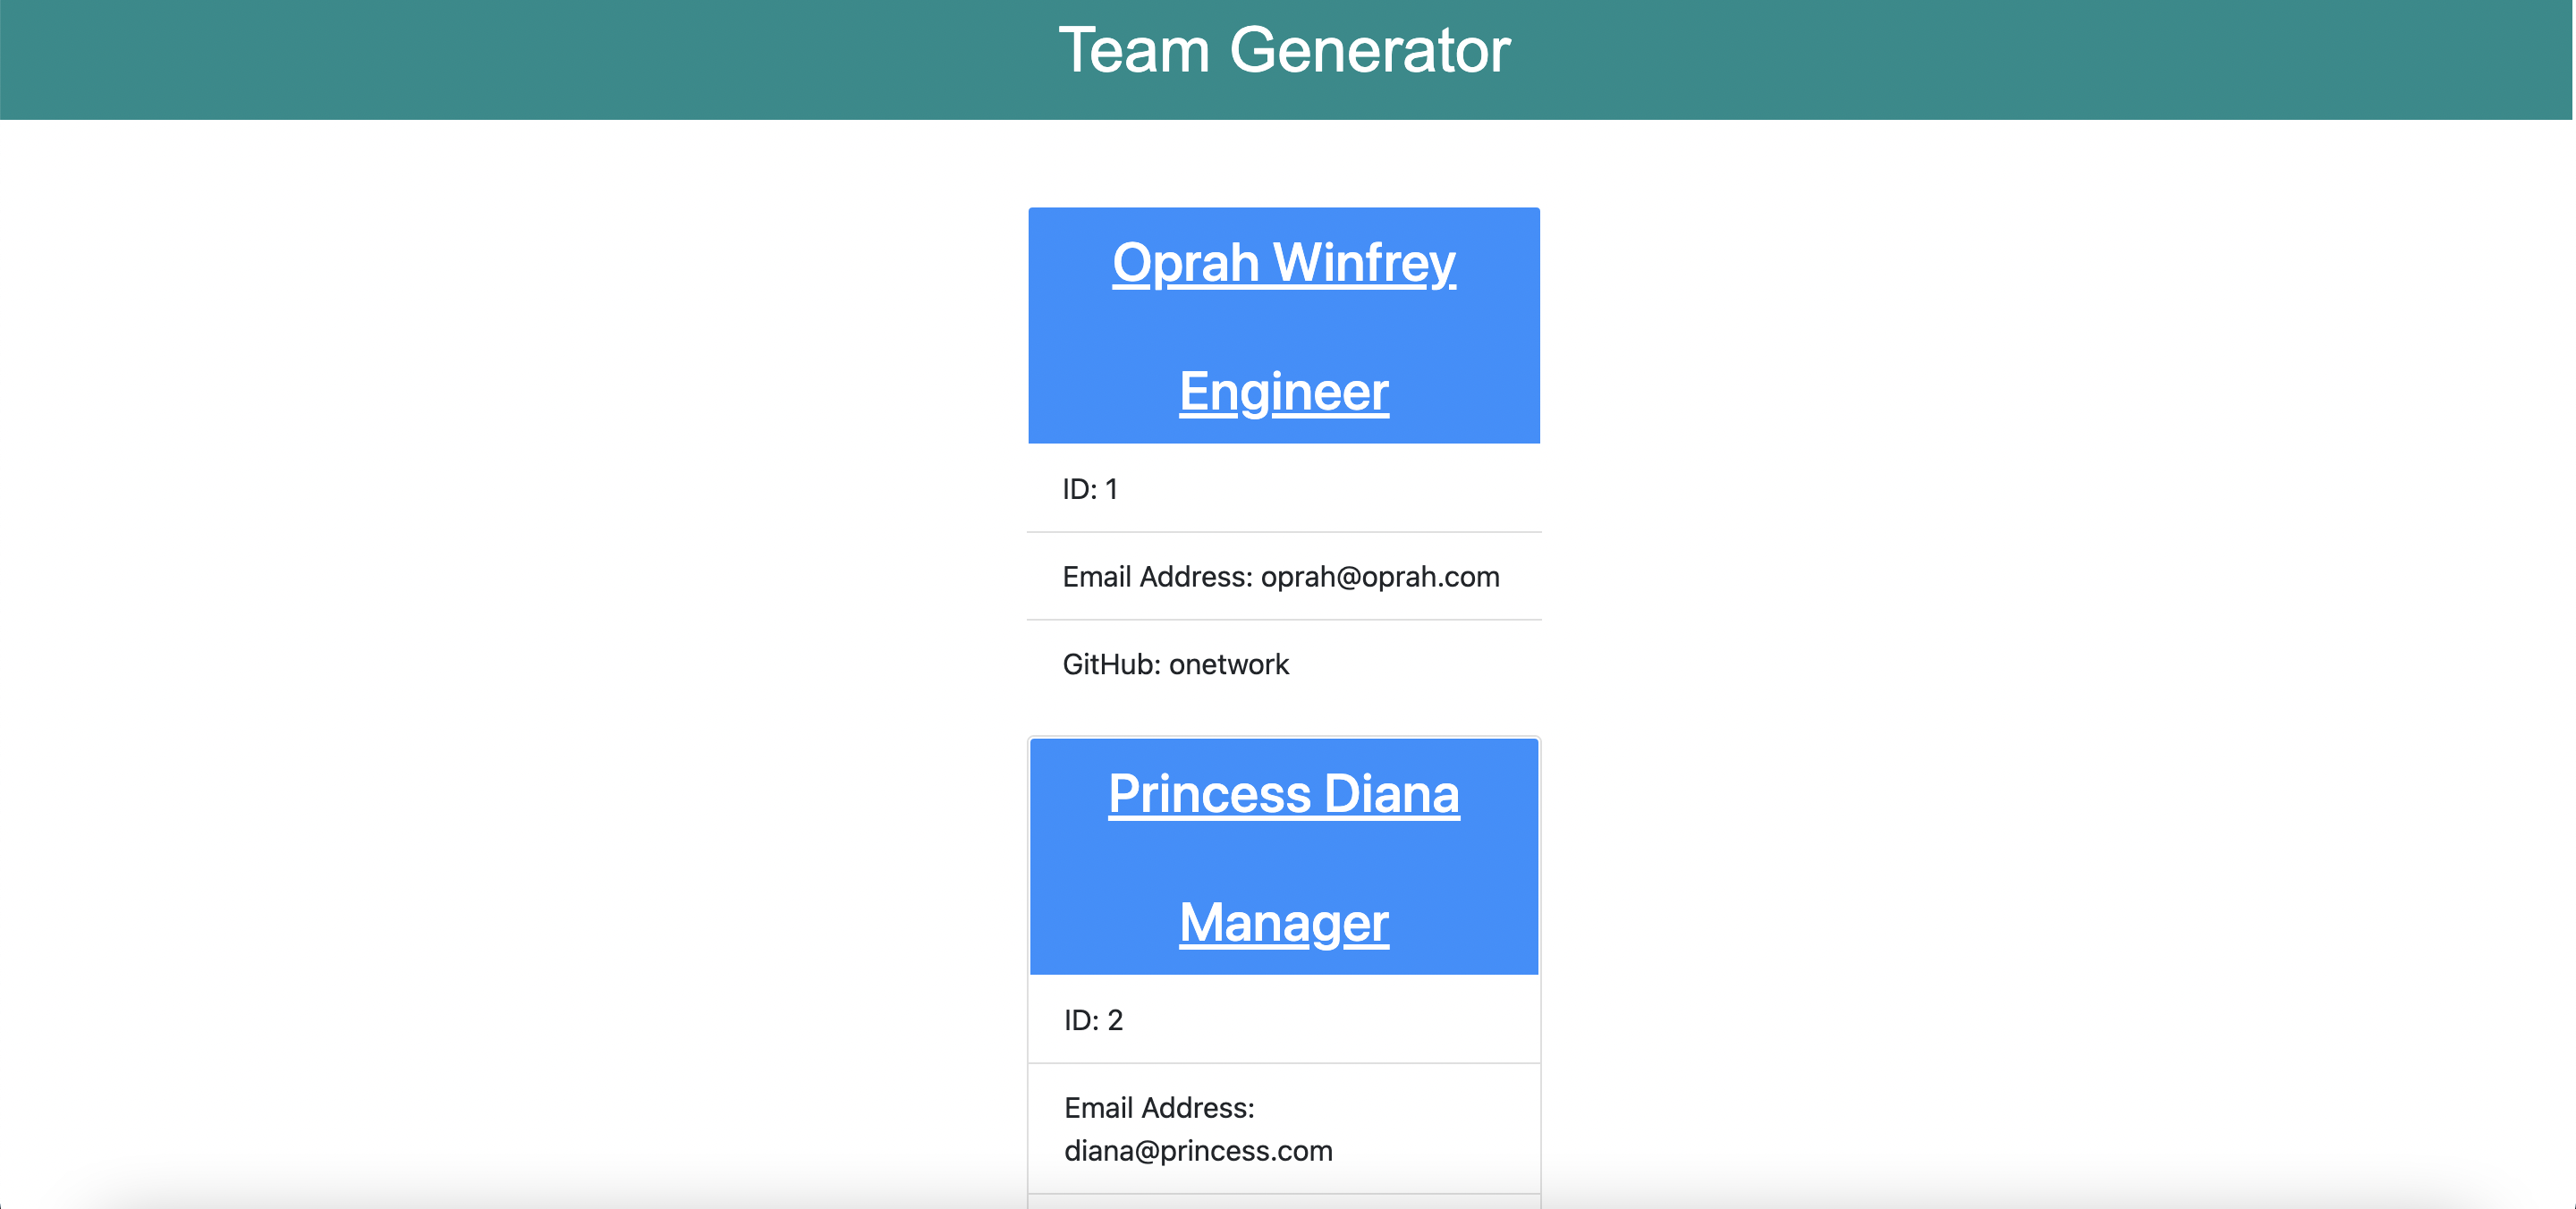 Team Generator
Oprah Winfrey
Engineer
ID: 1
Email Address: oprah@oprah.com
GitHub: onetwork
Princess Diana
Manager
ID: 2
Email Address:
diana@princess.com